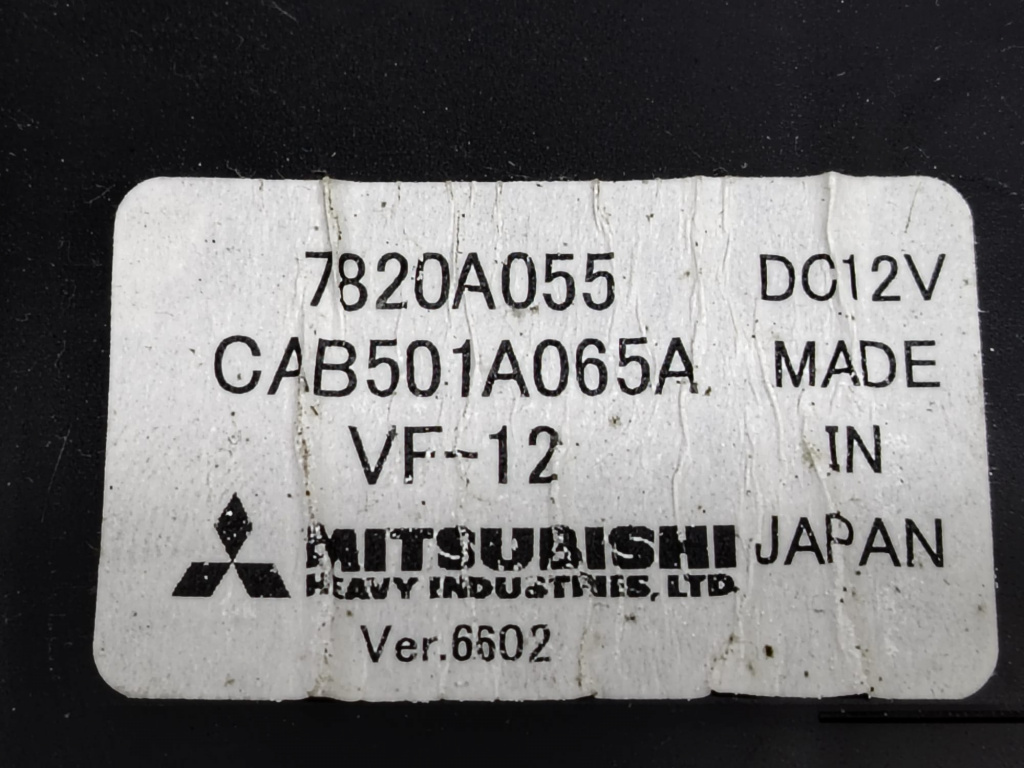 7820A055 DC12V
CAB501A065A MADE
VF-12 IN
MITSUBISHI JAPAN
HEAVY INDUSTRIES, LTD.
Ver.6602